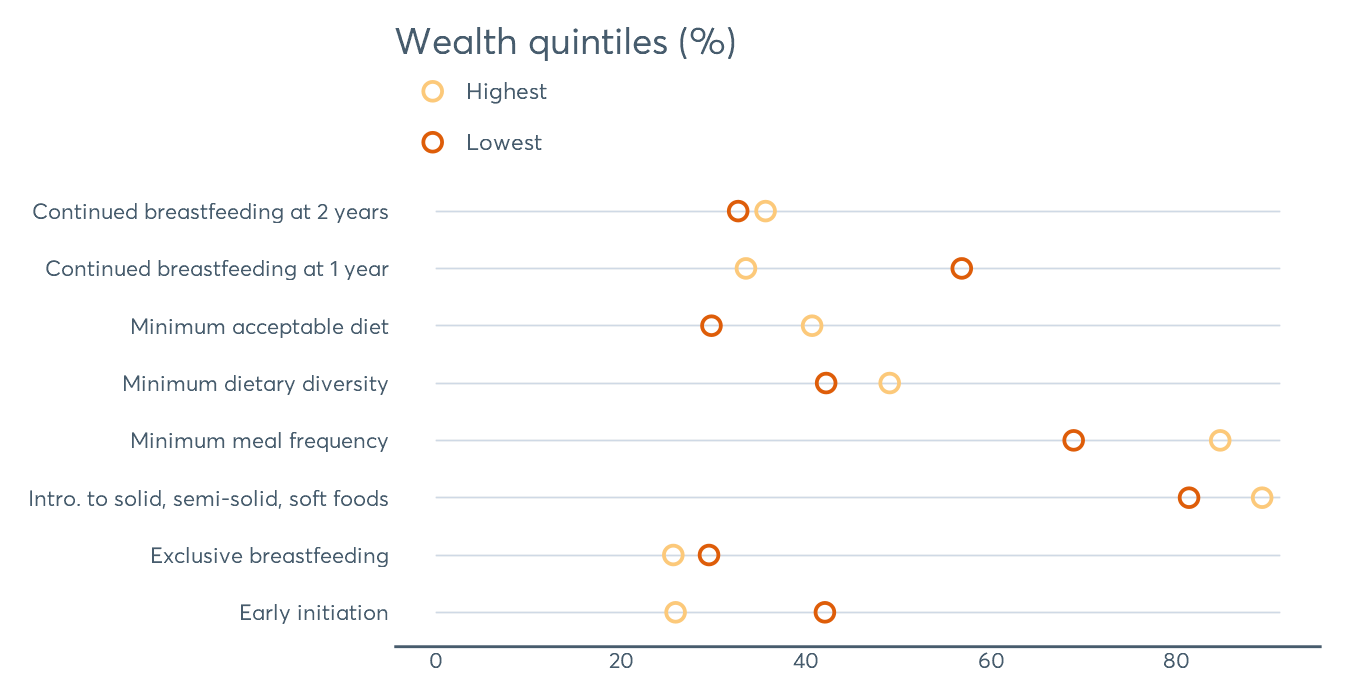 Wealth quintiles (%)
Highest
Lowest
Continued breastfeeding at 2 years
Continued breastfeeding at 1 year
Minimum acceptable diet
Minimum dietary diversity
Minimum meal frequency
Intro. to solid, semi-solid, soft foods
Exclusive breastfeeding
Early initiation
0 20 40 60 80